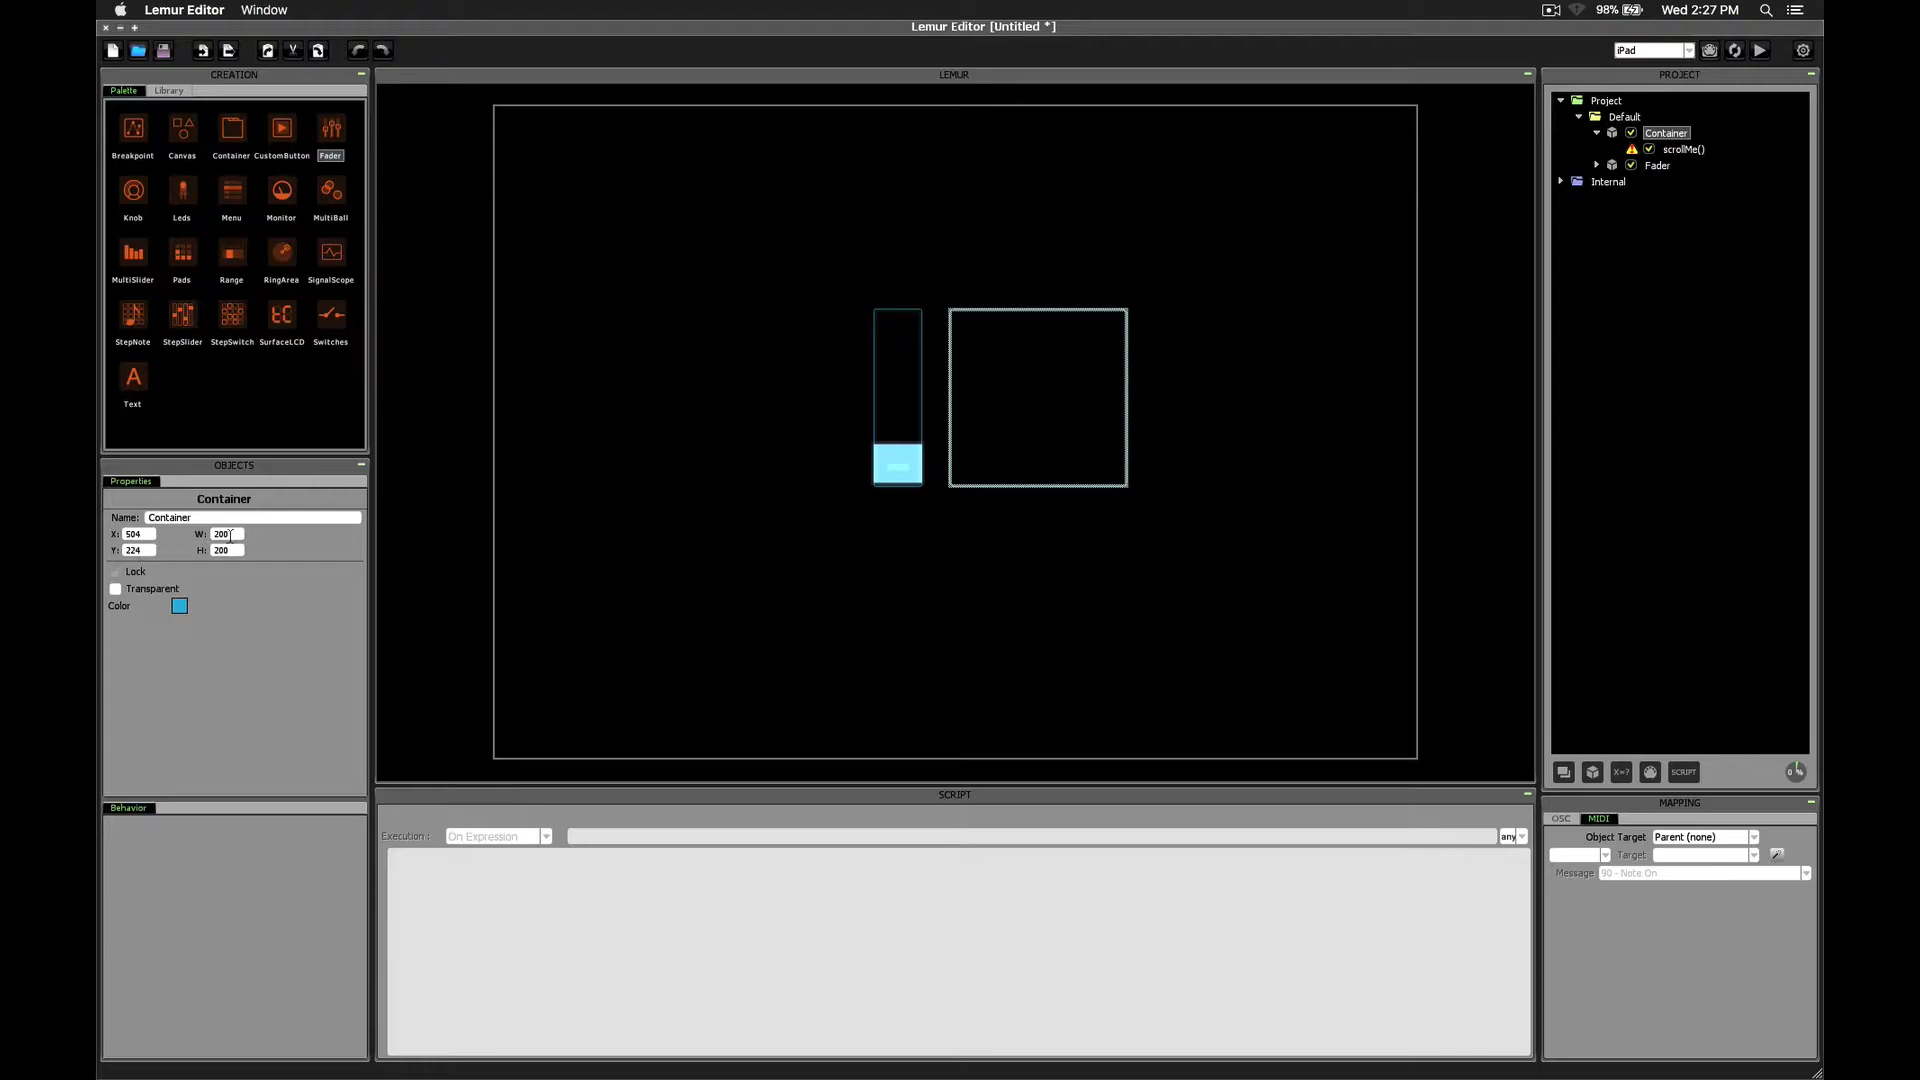 Lemur Editor Window 98% Wed 2:27 PM
Lemur Editor [Untitled *]
iPad
CREATION
Palette Library
Breakpoint Canvas Container CustomButton Fader
Knob Leds Menu Monitor MultiBall
MultiSlider Pads Range RingArea SignalScope
StepNote StepSlider StepSwitch SurfaceLCD Switches
A
Text
OBJECTS
Properties
Container
Name: Container
X: 504 W: 200
Y: 224 H: 200
Lock
Transparent
Color
Behavior
LEMUR
SCRIPT
Execution : On Expression any
PROJECT
Project
Default
Container
scrollMe()
Fader
Internal
X=? SCRIPT 0 %
MAPPING
OSC MIDI
Object Target Parent (none)
Target
Message 90 - Note On